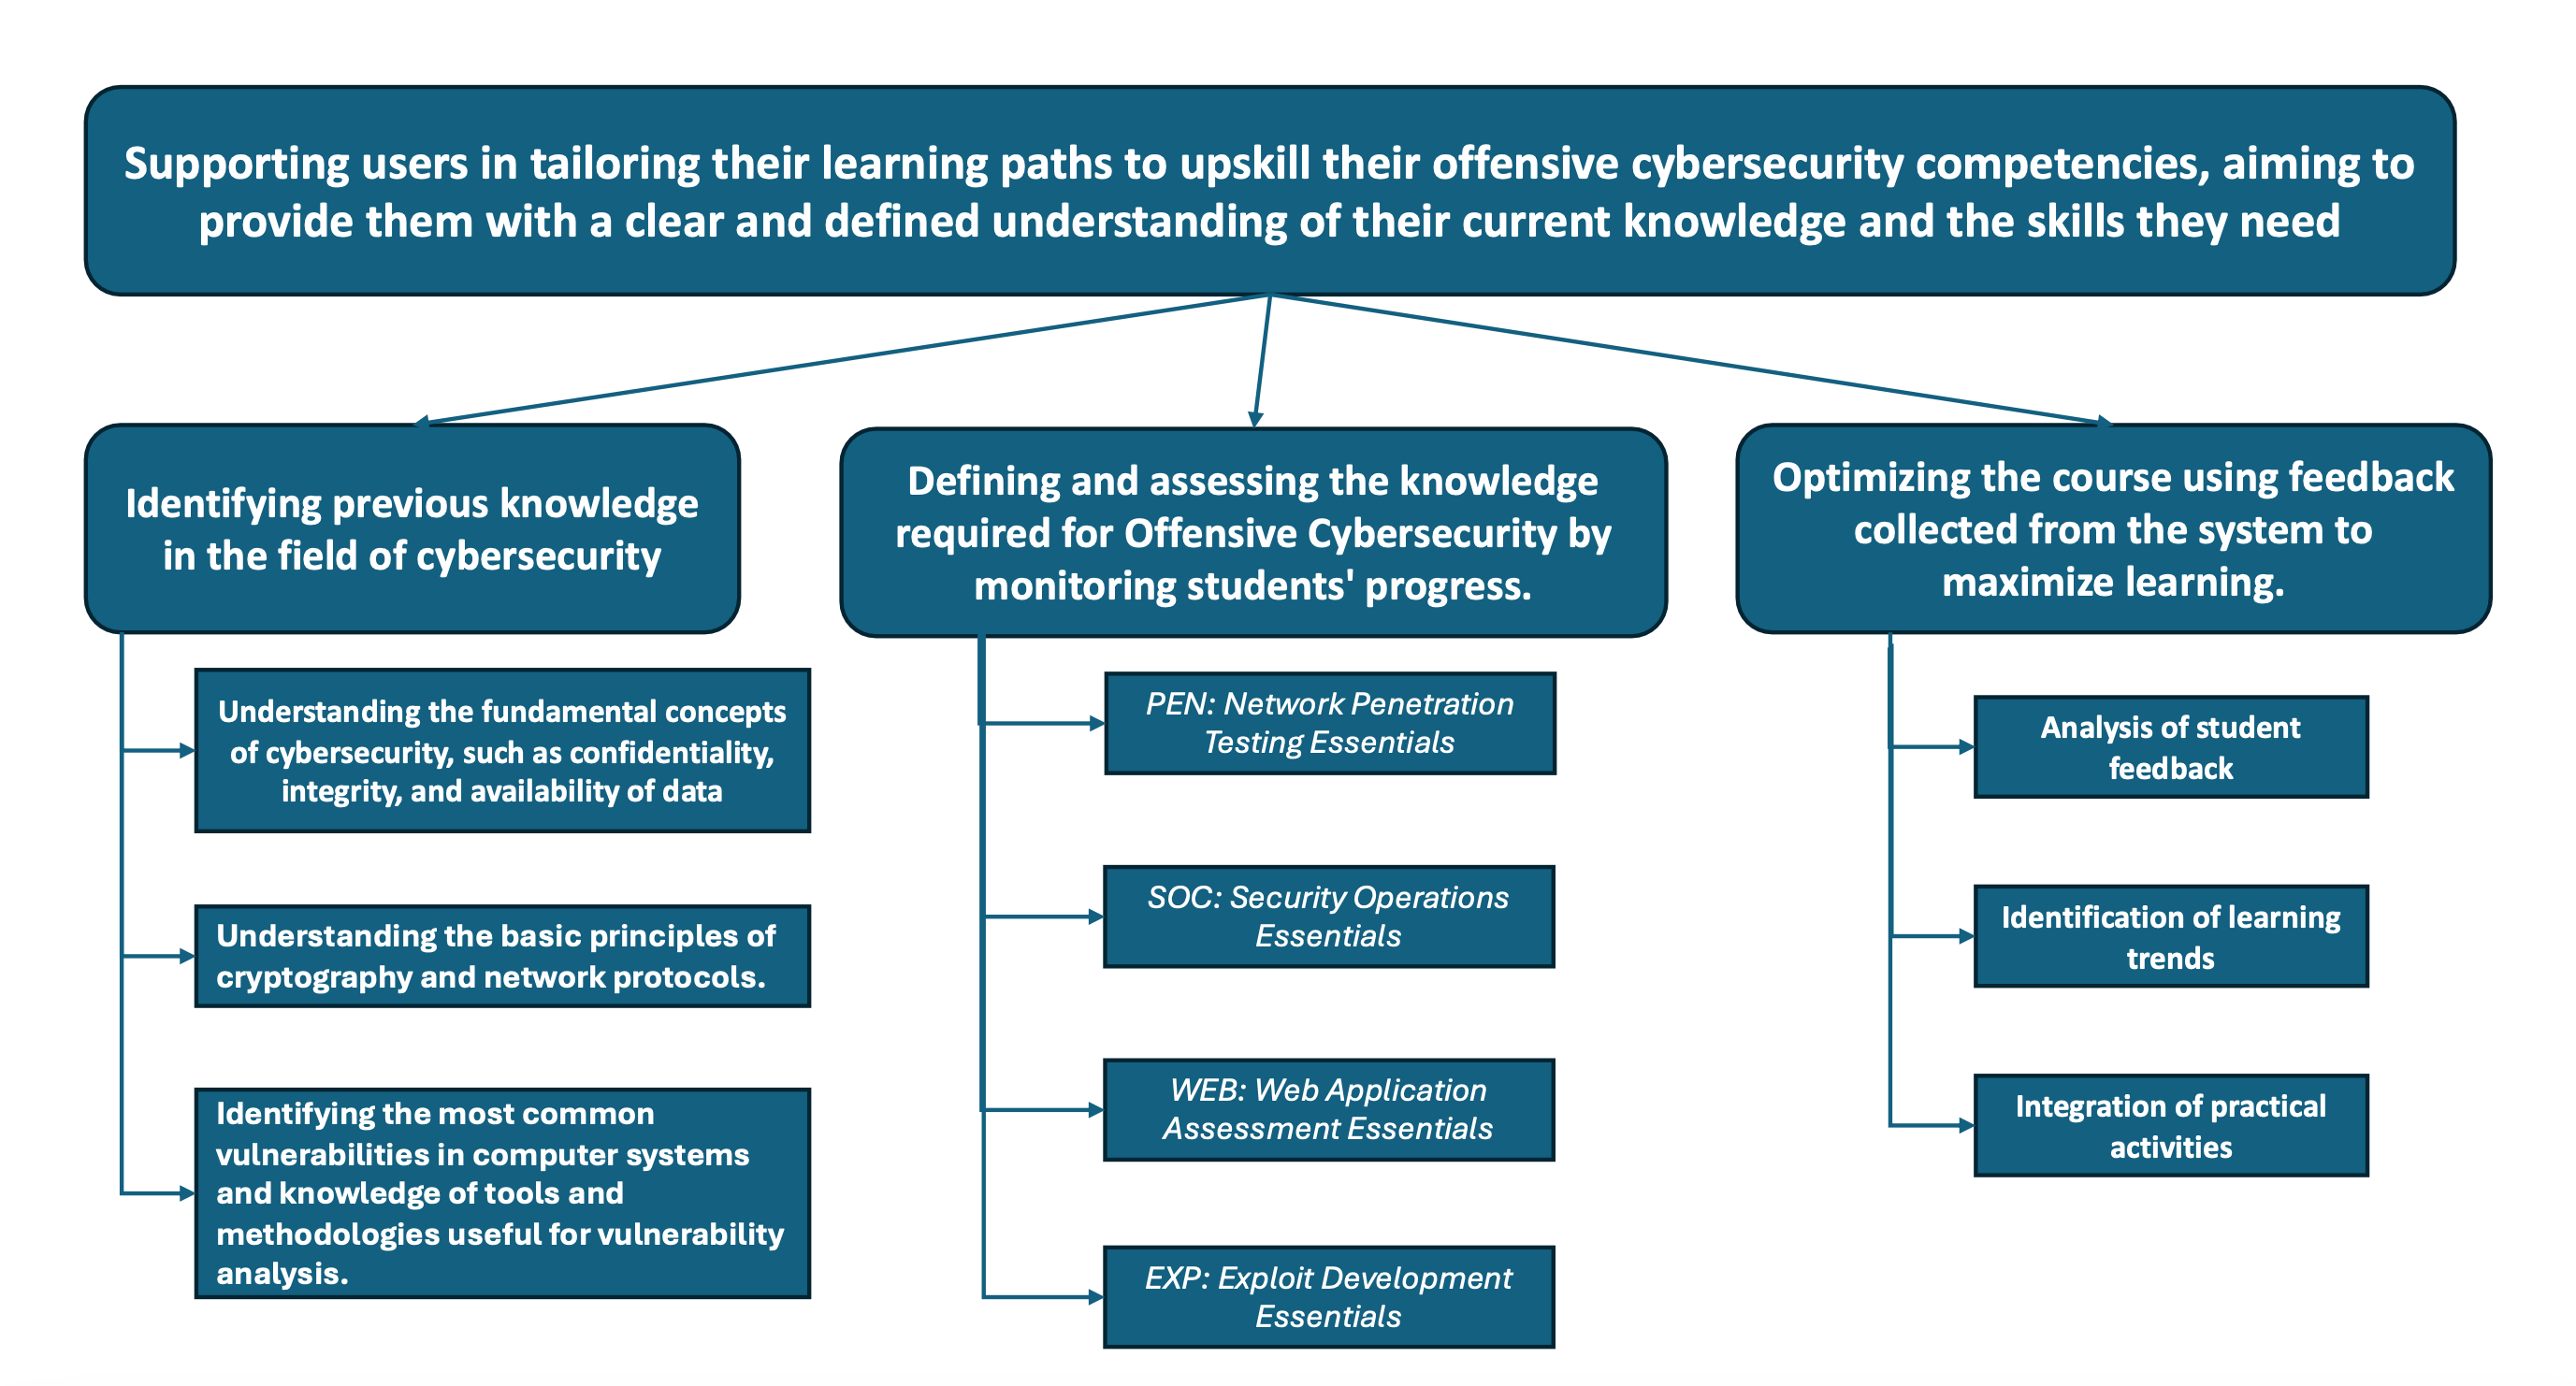 Supporting users in tailoring their learning paths to upskill their offensive cybersecurity competencies, aiming to
provide them with a clear and defined understanding of their current knowledge and the skills they need
Identifying previous knowledge
in the field of cybersecurity
Understanding the fundamental concepts
of cybersecurity, such as confidentiality,
integrity, and availability of data
Understanding the basic principles of
cryptography and network protocols.
Identifying the most common
vulnerabilities in computer systems
and knowledge of tools and
methodologies useful for vulnerability
analysis.
Defining and assessing the knowledge
required for Offensive Cybersecurity by
monitoring students' progress.
PEN: Network Penetration
Testing Essentials
SOC: Security Operations
Essentials
WEB: Web Application
Assessment Essentials
EXP: Exploit Development
Essentials
Optimizing the course using feedback
collected from the system to
maximize learning.
Analysis of student
feedback
Identification of learning
trends
Integration of practical
activities